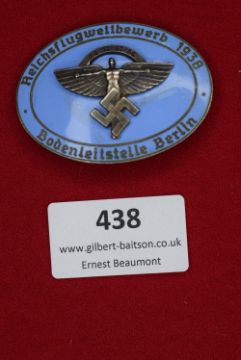 Reichsflugwettbewerb 1938
Bodenleitstelle Berlin
438
www.gilbert-baitson.co.uk
Ernest Beaumont